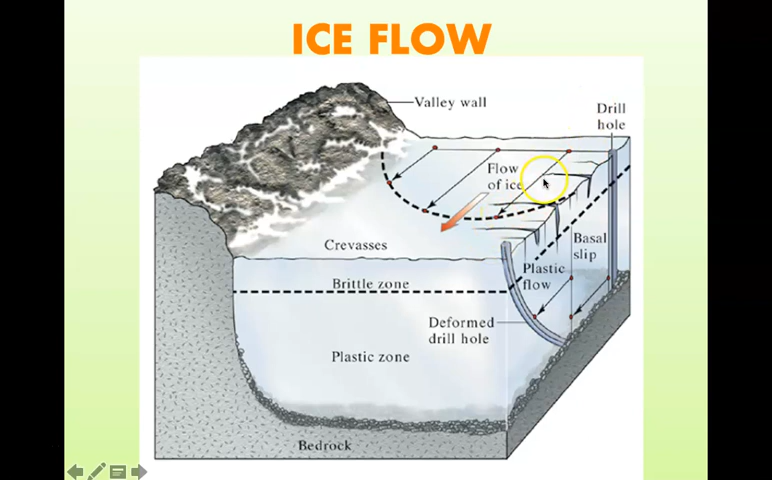 ICE FLOW
Valley wall
Drill
hole
Flow
of ice
Crevasses
Basal
slip
Plastic
flow
Brittle zone
Deformed
drill hole
Plastic zone
Bedrock